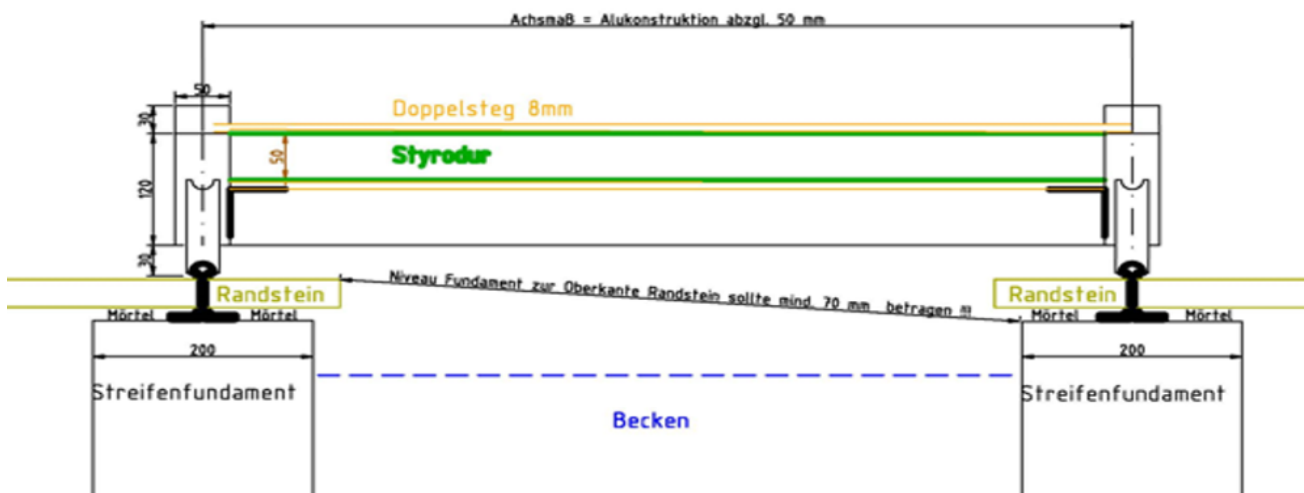 Achsmaß = Alukonstruktion abzgl. 50 mm
50
30
Doppelsteg 8mm
50
Styrodur
120
30
Niveau Fundament zur Oberkante Randstein sollte mind. 70 mm betragen !!!
Randstein
Randstein
Mörtel
Mörtel
Mörtel
Mörtel
200
200
Streifenfundament
Streifenfundament
Becken